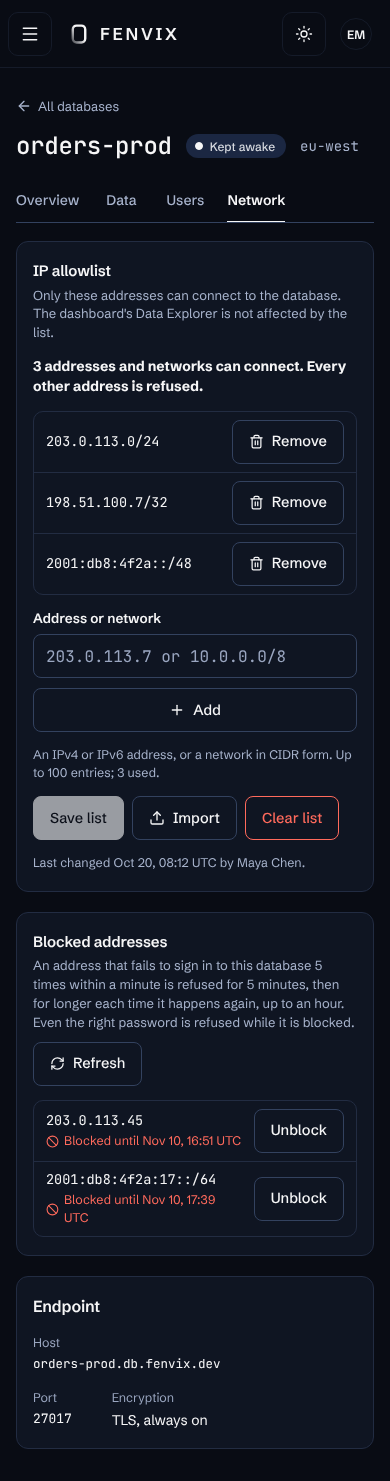 FENVIX
EM
All databases
orders-prod
Kept awake
eu-west
Overview
Data
Users
Network
IP allowlist
Only these addresses can connect to the database.
The dashboard's Data Explorer is not affected by the
list.
3 addresses and networks can connect. Every
other address is refused.
203.0.113.0/24
Remove
198.51.100.7/32
Remove
2001:db8:4f2a::/48
Remove
Address or network
203.0.113.7 or 10.0.0.0/8
Add
An IPv4 or IPv6 address, or a network in CIDR form. Up
to 100 entries; 3 used.
Save list
Import
Clear list
Last changed Oct 20, 08:12 UTC by Maya Chen.
Blocked addresses
An address that fails to sign in to this database 5
times within a minute is refused for 5 minutes, then
for longer each time it happens again, up to an hour.
Even the right password is refused while it is blocked.
Refresh
203.0.113.45
Blocked until Nov 10, 16:51 UTC
Unblock
2001:db8:4f2a:17::/64
Blocked until Nov 10, 17:39
UTC
Unblock
Endpoint
Host
orders-prod.db.fenvix.dev
Port
Encryption
27017
TLS, always on